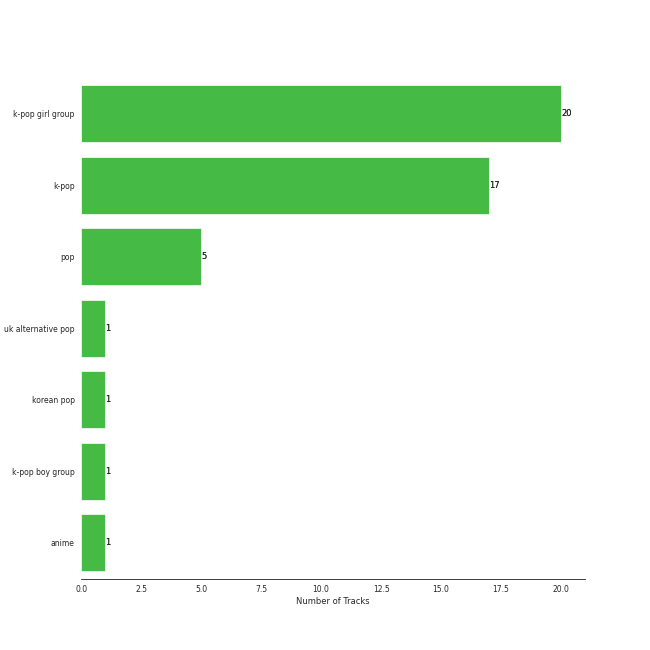 k-pop girl group 20
k-pop 17
pop 5
uk alternative pop 1
korean pop 1
k-pop boy group 1
anime 1
0.0 2.5 5.0 7.5 10.0 12.5 15.0 17.5 20.0
Number of Tracks